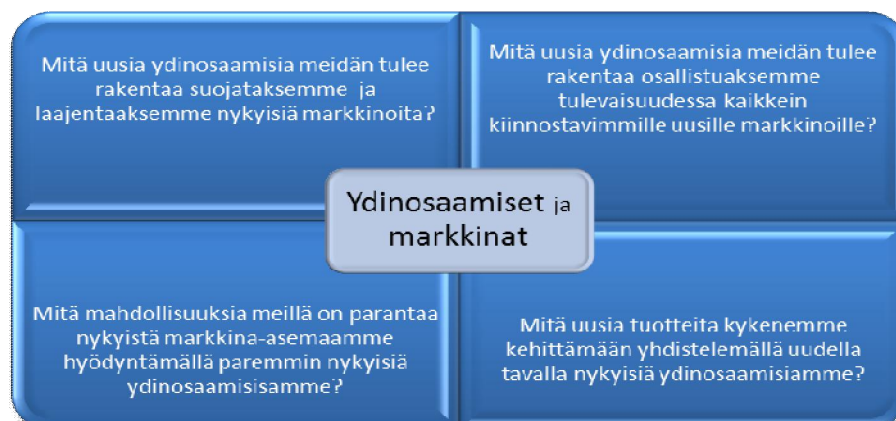 Mitä uusia ydinosaamisia meidän tulee
rakentaa suojataksemme ja
laajentaaksemme nykyisiä markkinoita?
Mitä uusia ydinosaamisia meidän tulee
rakentaa osallistuaksemme
tulevaisuudessa kaikkein
kiinnostavimmille uusille markkinoille?
Ydinosaamiset ja
markkinat
Mitä mahdollisuuksia meillä on parantaa
nykyistä markkina-asemaamme
hyödyntämällä paremmin nykyisiä
ydinosaamisisamme?
Mitä uusia tuotteita kykenemme
kehittämään yhdistelemällä uudella
tavalla nykyisiä ydinosaamisiamme?